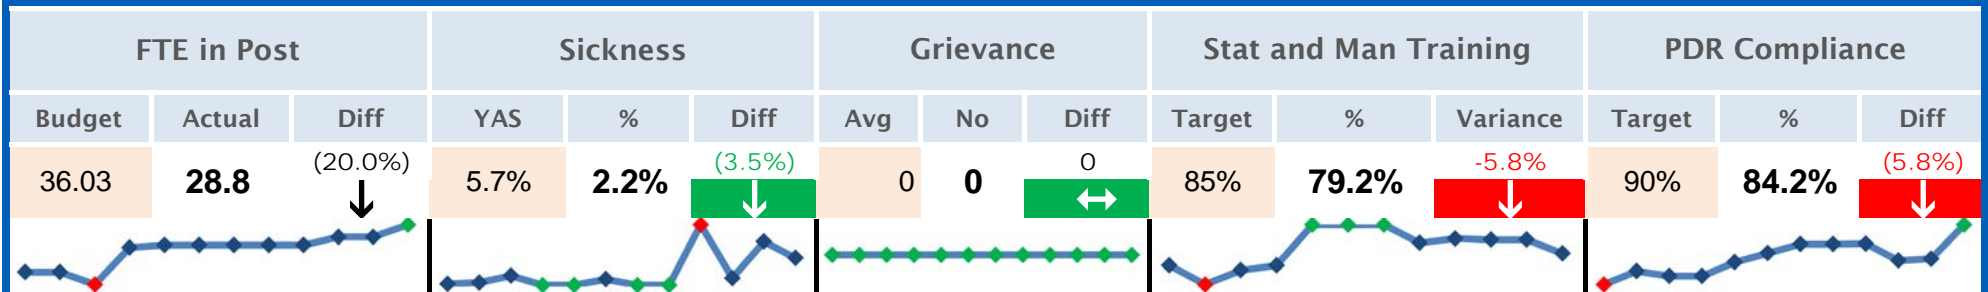 FTE in Post Sickness Grievance Stat and Man Training PDR Compliance
Budget Actual Diff YAS % Diff Avg No Diff Target % Variance Target % Diff
36.03 28.8 (20.0%) 5.7% 2.2% (3.5%) 0 0 0 85% 79.2% -5.8% 90% 84.2% (5.8%)